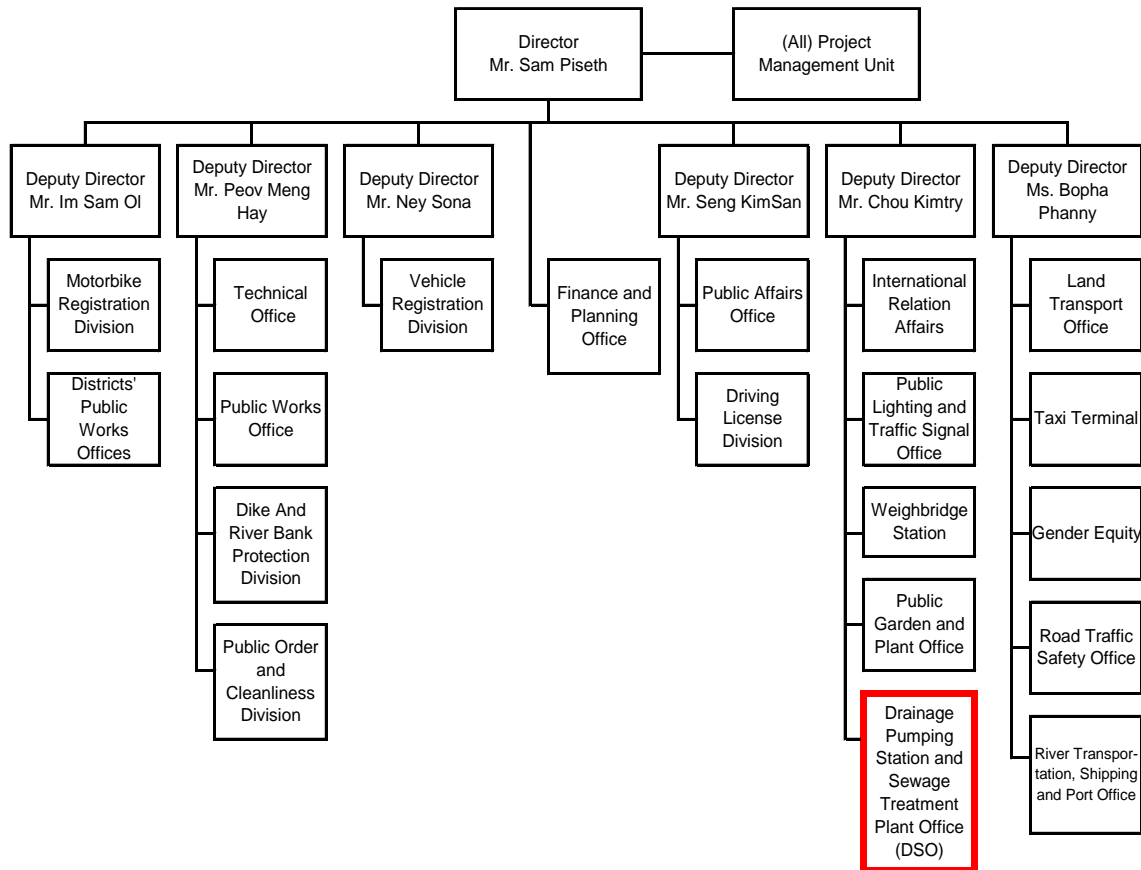 Director
Mr. Sam Piseth
(All) Project
Management Unit
Deputy Director
Mr. Im Sam Ol
Deputy Director
Mr. Peov Meng
Hay
Deputy Director
Mr. Ney Sona
Deputy Director
Mr. Seng KimSan
Deputy Director
Mr. Chou Kimtry
Deputy Director
Ms. Bopha
Phanny
Motorbike
Registration
Division
Districts'
Public
Works
Offices
Technical
Office
Public Works
Office
Dike And
River Bank
Protection
Division
Public Order
and
Cleanliness
Division
Vehicle
Registration
Division
Finance and
Planning
Office
Public Affairs
Office
Driving
License
Division
International
Relation
Affairs
Public
Lighting and
Traffic Signal
Office
Weighbridge
Station
Public
Garden and
Plant Office
Drainage
Pumping
Station and
Sewage
Treatment
Plant Office
(DSO)
Land
Transport
Office
Taxi Terminal
Gender Equity
Road Traffic
Safety Office
River Transpor-
tation, Shipping
and Port Office